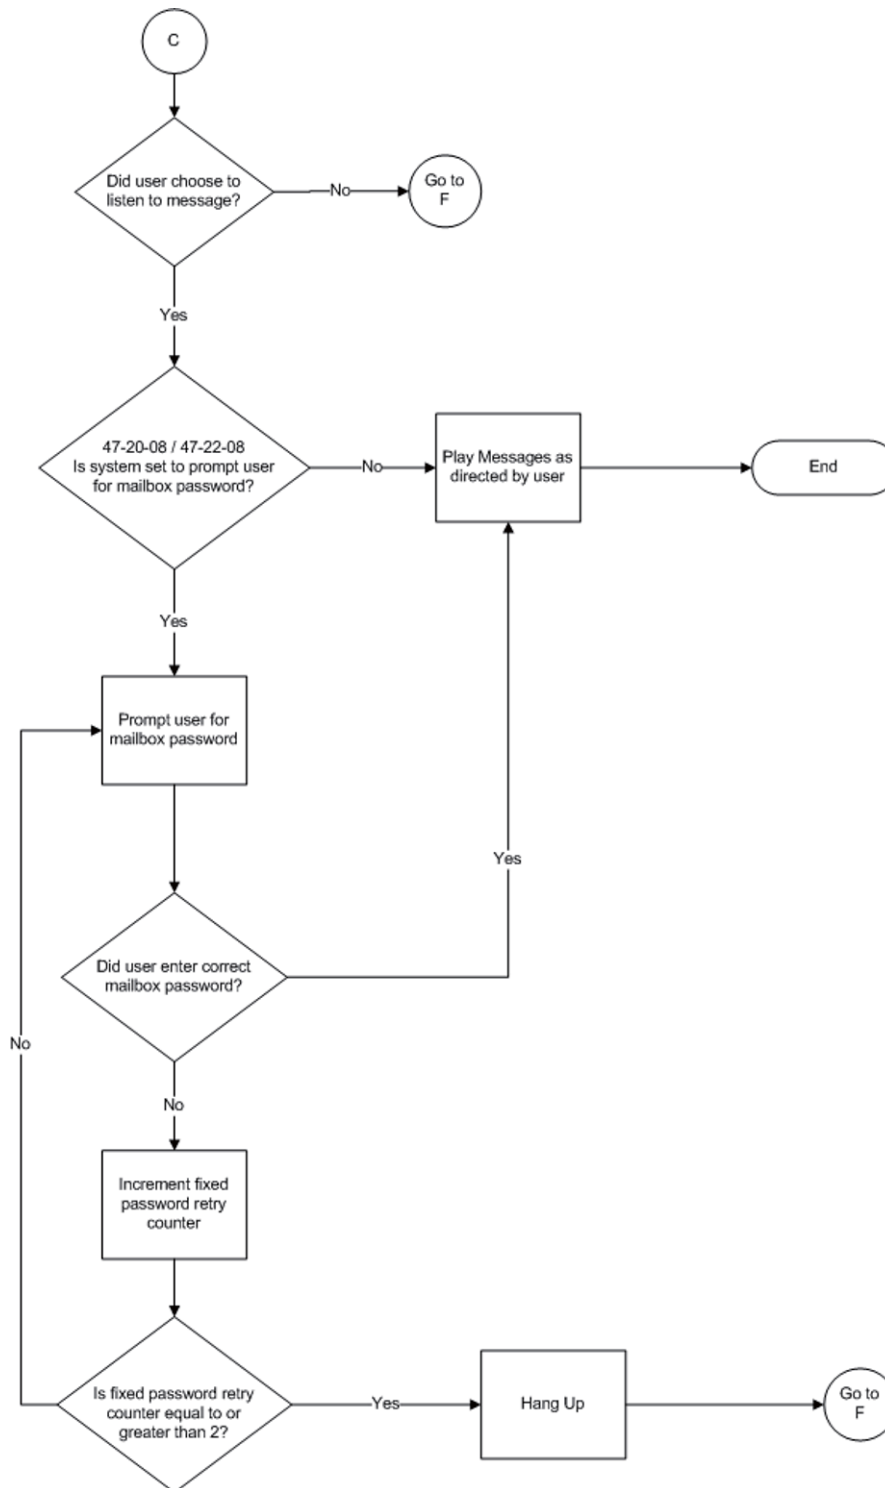 C
Did user choose to
listen to message?
No
Go to
F
Yes
47-20-08 / 47-22-08
Is system set to prompt user
for mailbox password?
No
Play Messages as
directed by user
End
Yes
Prompt user for
mailbox password
Yes
Did user enter correct
mailbox password?
No
No
Increment fixed
password retry
counter
Is fixed password retry
counter equal to or
greater than 2?
Yes
Hang Up
Go to
F